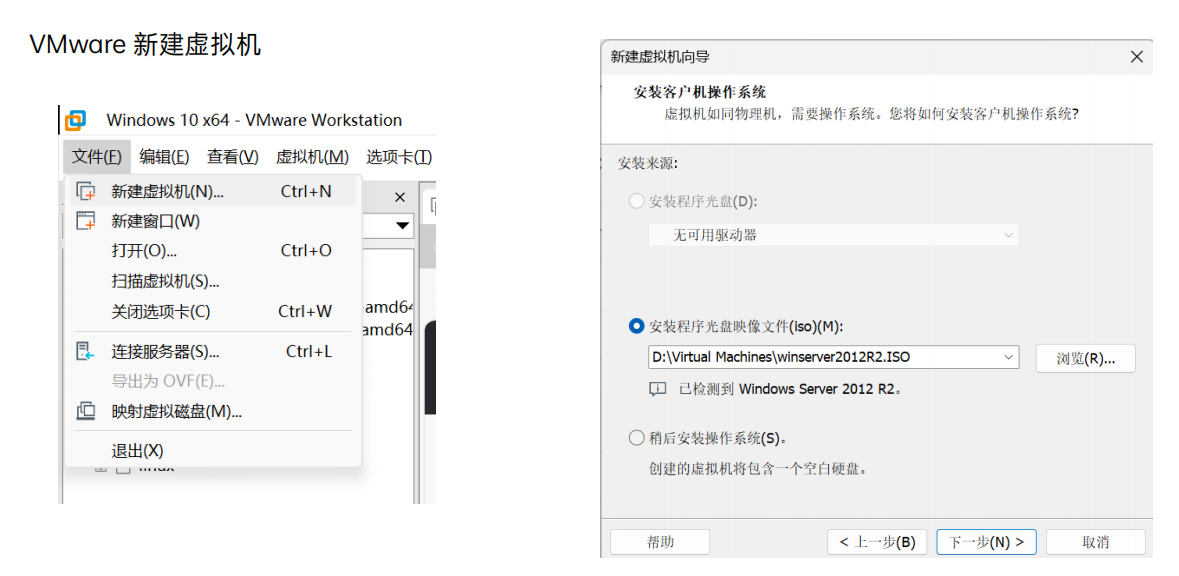 VMware 新建虚拟机
Windows 10 x64 - VMware Workstation
文件(F) 编辑(E) 查看(V) 虚拟机(M) 选项卡(T)
新建虚拟机(N)... Ctrl+N
新建窗口(W)
打开(O)... Ctrl+O
扫描虚拟机(S)...
关闭选项卡(C) Ctrl+W
-amd64
amd64
连接服务器(S)... Ctrl+L
导出为 OVF(E)...
映射虚拟磁盘(M)...
退出(X)
新建虚拟机向导
安装客户机操作系统
虚拟机如同物理机，需要操作系统。您将如何安装客户机操作系统?
安装来源:
安装程序光盘(D):
无可用驱动器
安装程序光盘映像文件(iso)(M):
D:\Virtual Machines\winserver2012R2.ISO
浏览(R)...
已检测到 Windows Server 2012 R2。
稍后安装操作系统(S)。
创建的虚拟机将包含一个空白硬盘。
帮助 < 上一步(B) 下一步(N) > 取消